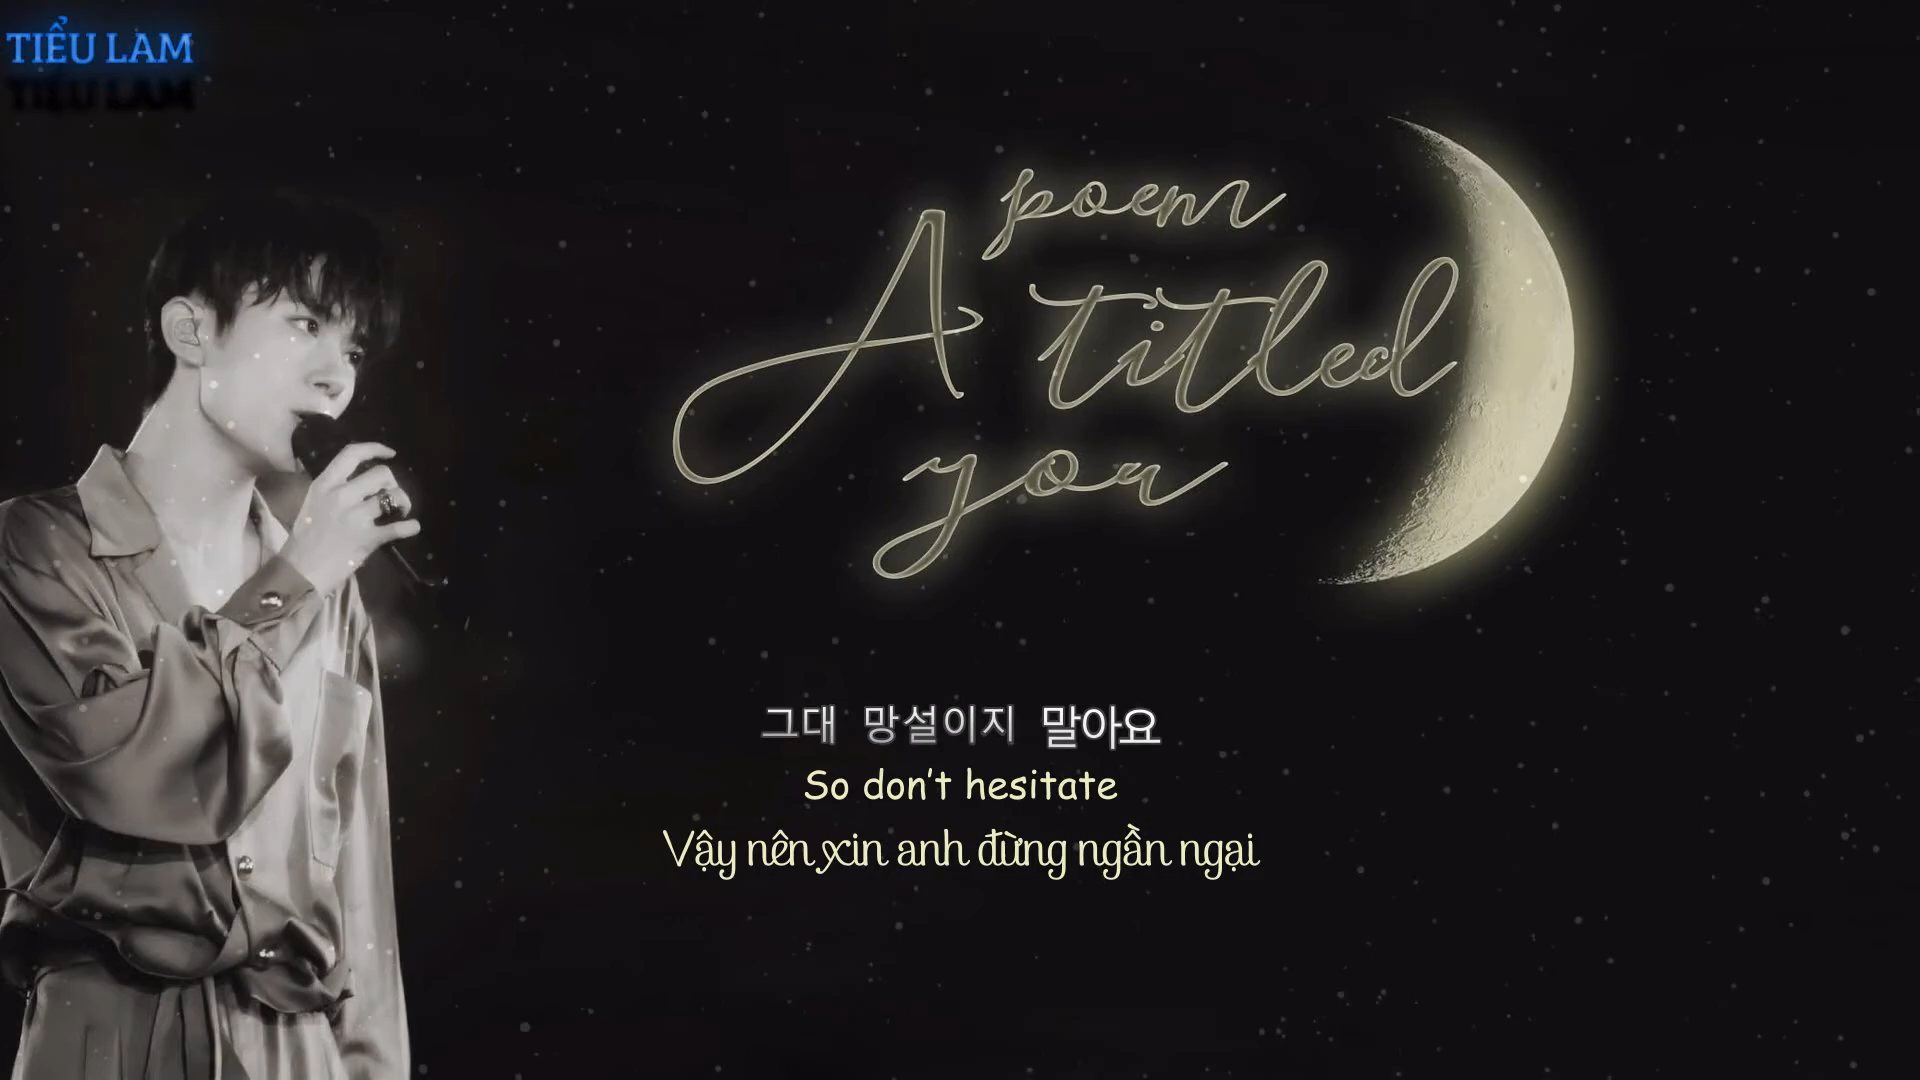 TIỂU LAM
poem
A titled
you
그대 망설이지 말아요
So don't hesitate
Vậy nên xin anh đừng ngần ngại